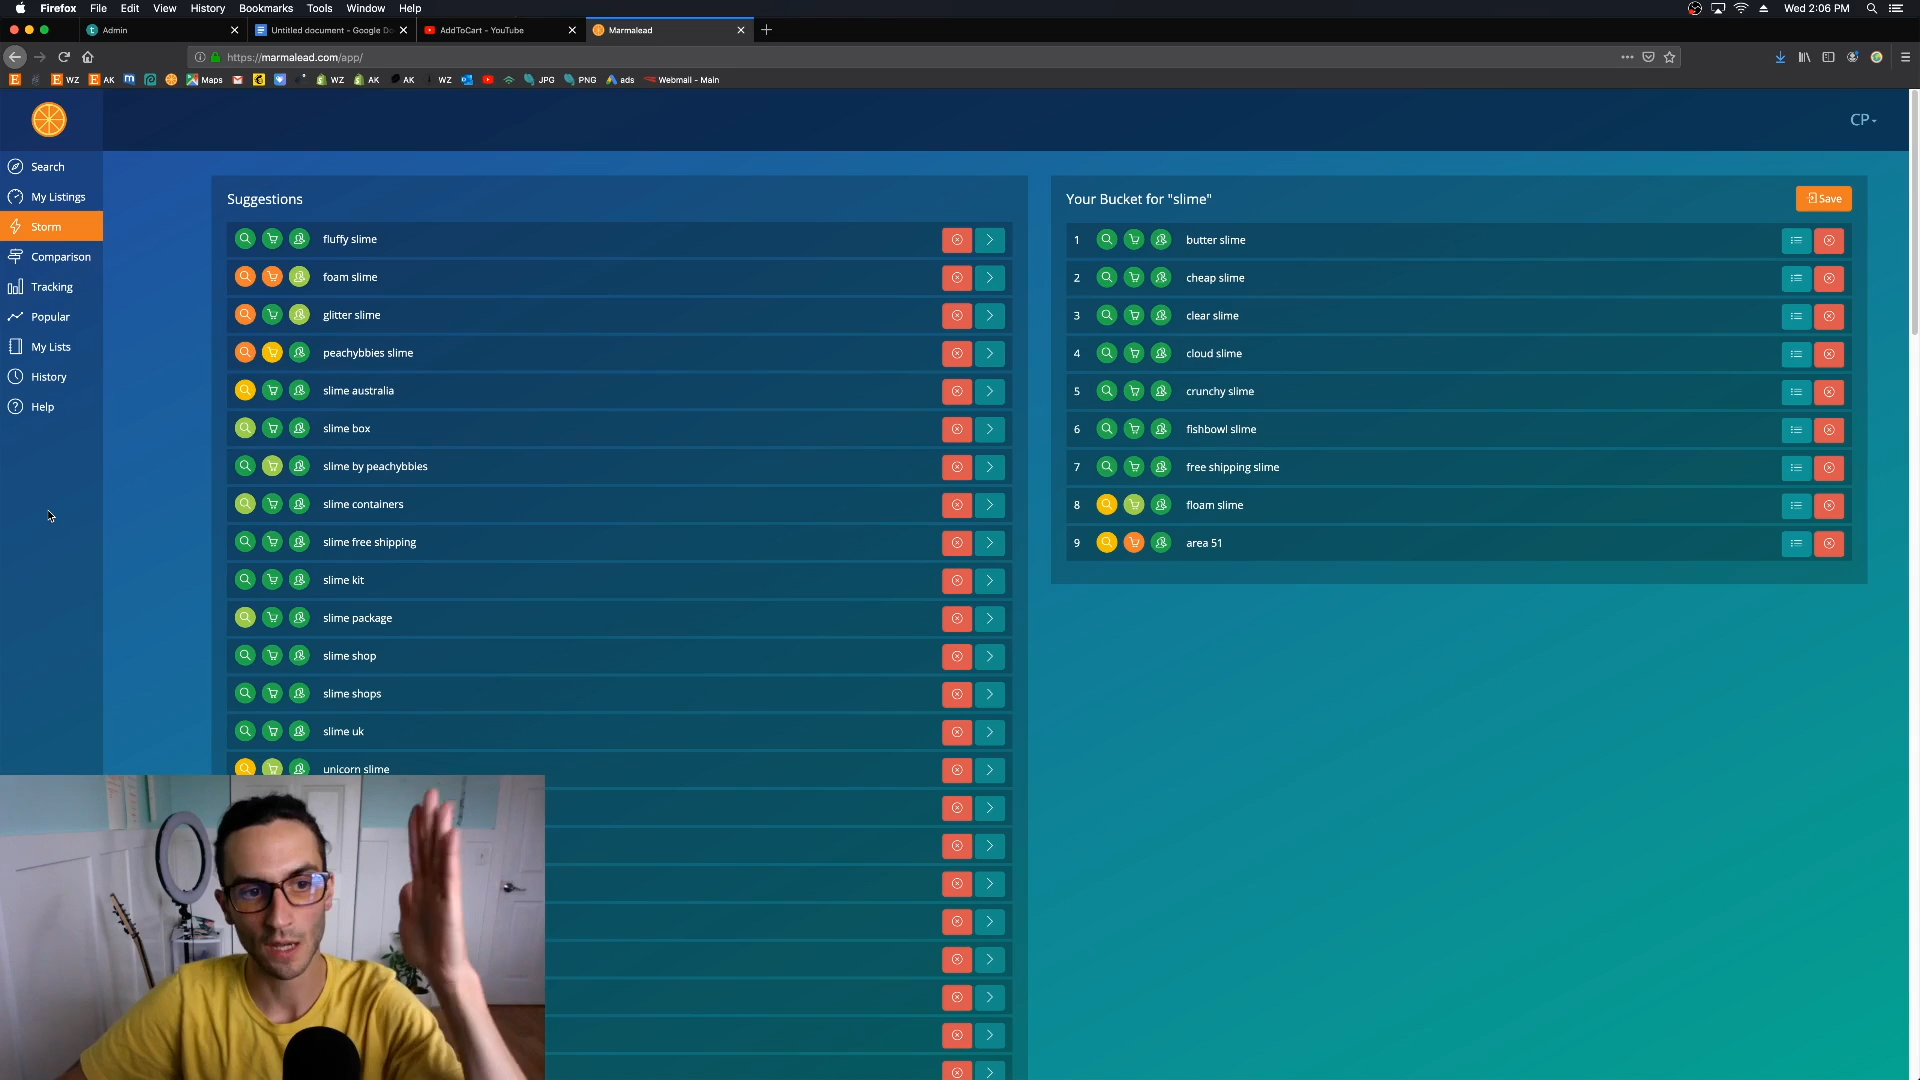 Firefox File Edit View History Bookmarks Tools Window Help Wed 2:06 PM
Admin Untitled document - Google Do AddToCart - YouTube Marmalead
https://marmalead.com/app/
WZ AK Maps WZ AK AK WZ JPG PNG ads Webmail - Main
CP
Search
My Listings
Storm
Comparison
Tracking
Popular
My Lists
History
Help
Suggestions
fluffy slime
foam slime
glitter slime
peachybbies slime
slime australia
slime box
slime by peachybbies
slime containers
slime free shipping
slime kit
slime package
slime shop
slime shops
slime uk
unicorn slime
Your Bucket for "slime" Save
1 butter slime
2 cheap slime
3 clear slime
4 cloud slime
5 crunchy slime
6 fishbowl slime
7 free shipping slime
8 floam slime
9 area 51